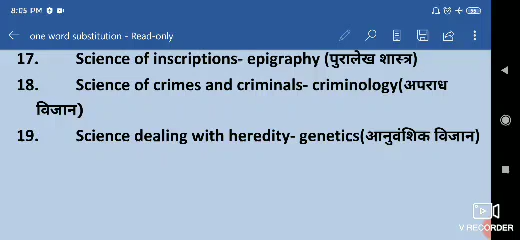 8:05 PM
one word substitution - Read-only
17. Science of inscriptions- epigraphy (पुरालेख शास्त्र)
18. Science of crimes and criminals- criminology(अपराध
विजान)
19. Science dealing with heredity- genetics(आनुवंशिक विजान)
V RECORDER